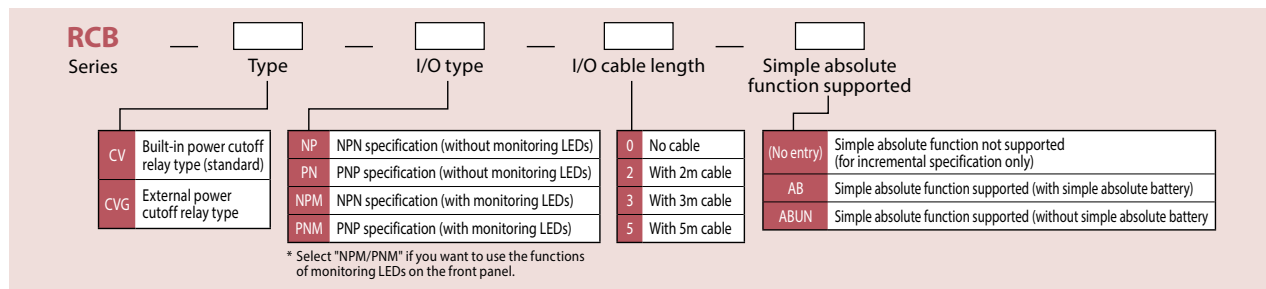 RCB — — — —
Series Type I/O type I/O cable length Simple absolute
function supported
CV Built-in power cutoff
relay type (standard)
CVG External power
cutoff relay type
NP NPN specification (without monitoring LEDs)
PN PNP specification (without monitoring LEDs)
NPM NPN specification (with monitoring LEDs)
PNM PNP specification (with monitoring LEDs)
* Select "NPM/PNM" if you want to use the functions
of monitoring LEDs on the front panel.
0 No cable
2 With 2m cable
3 With 3m cable
5 With 5m cable
(No entry) Simple absolute function not supported
(for incremental specification only)
AB Simple absolute function supported (with simple absolute battery)
ABUN Simple absolute function supported (without simple absolute battery